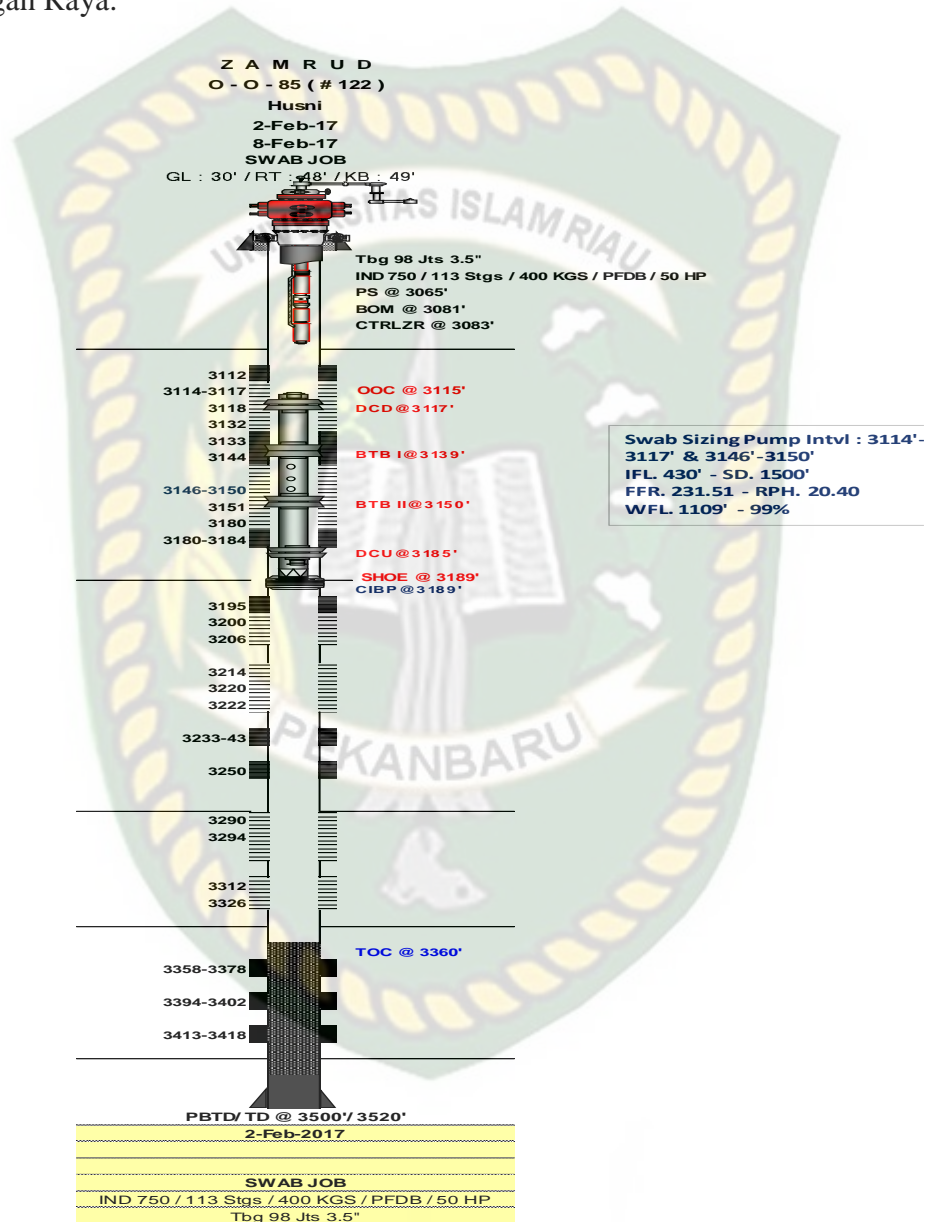 gan Raya.
Z A M R U D
O - O - 85 ( # 122 )
Husni
2-Feb-17
8-Feb-17
SWAB JOB
GL : 30' / RT : 48' / KB : 49'
UNIVERSITAS ISLAM RIAU
Tbg 98 Jts 3.5"
IND 750 / 113 Stgs / 400 KGS / PFDB / 50 HP
PS @ 3065'
BOM @ 3081'
CTRLZR @ 3083'
3112
3114-3117
OOC @ 3115'
3118
DCD@3117'
3132
3133
3144
BTB I@3139'
3146-3150
3151
BTB II@3150'
3180
3180-3184
DCU@3185'
SHOE @ 3189'
CIBP@3189'
Swab Sizing Pump Intvl : 3114'-
3117' & 3146'-3150'
IFL. 430' - SD. 1500'
FFR. 231.51 - RPH. 20.40
WFL. 1109' - 99%
3195
3200
3206
3214
3220
3222
3233-43
3250
PEKANBARU
3290
3294
3312
3326
TOC @ 3360'
3358-3378
3394-3402
3413-3418
PBTD/ TD @ 3500'/ 3520'
2-Feb-2017
SWAB JOB
IND 750 / 113 Stgs / 400 KGS / PFDB / 50 HP
Tbg 98 Jts 3.5"